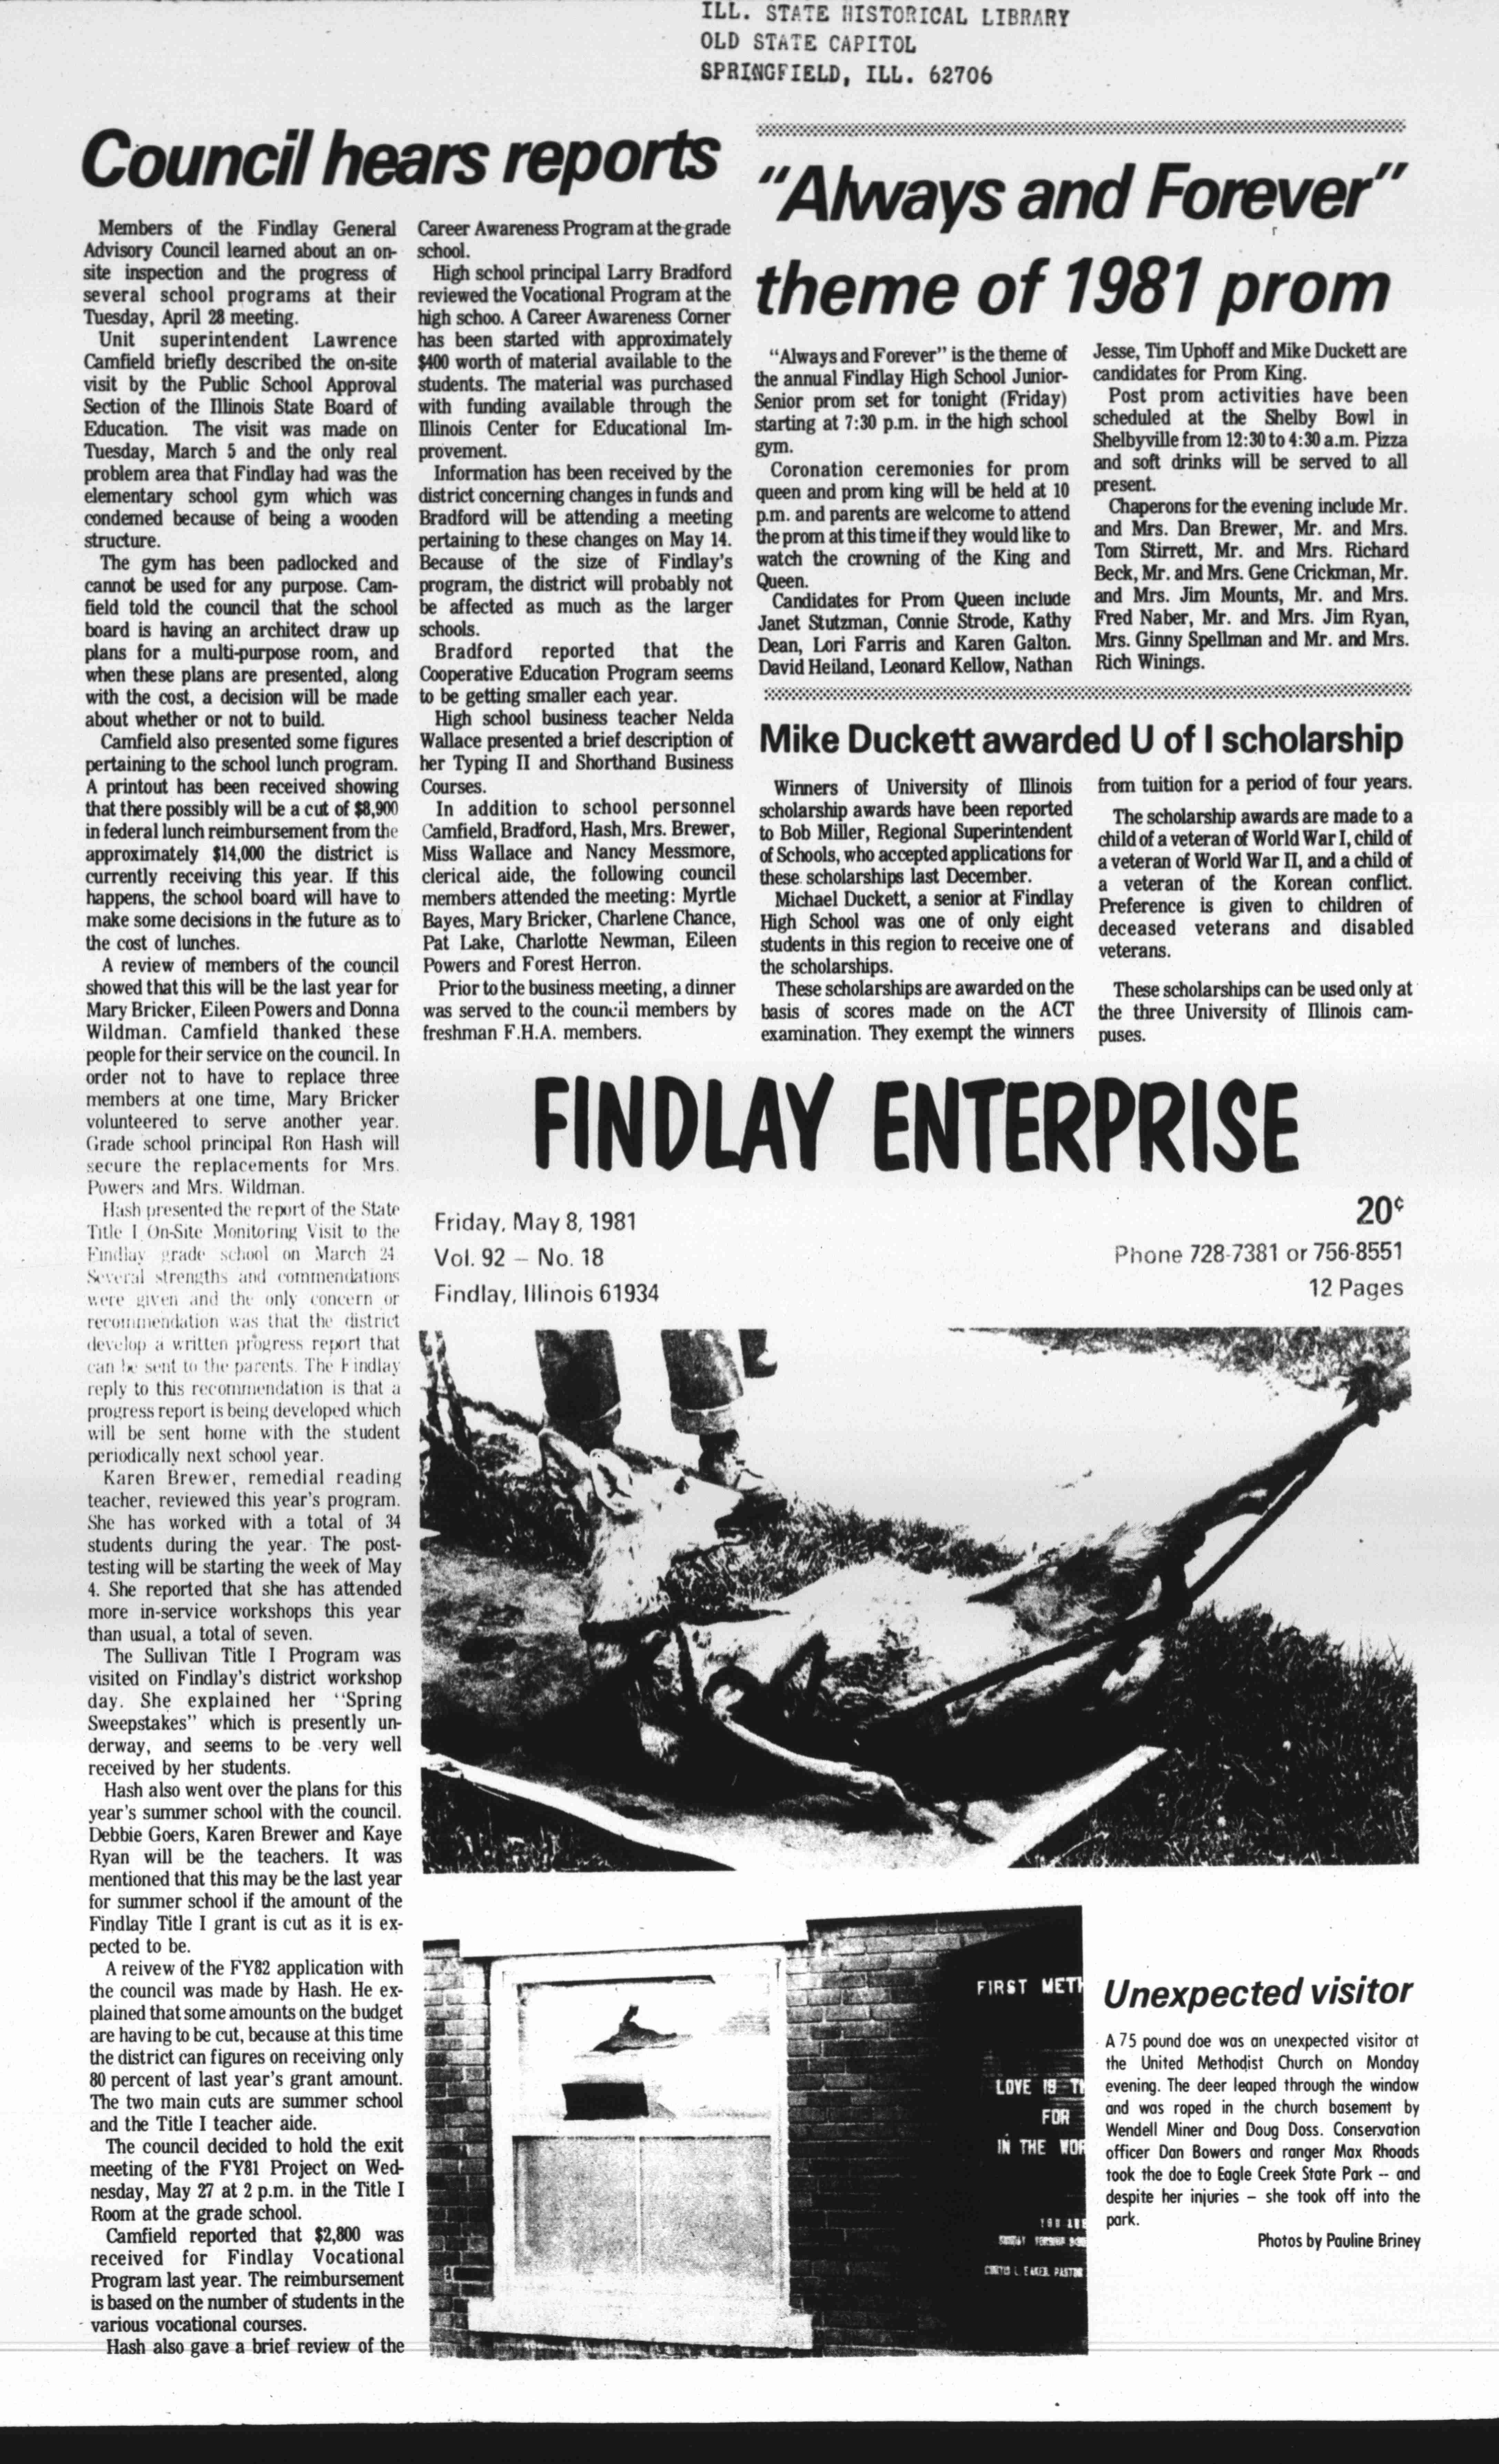 ILL. STATE HISTORICAL LIBRARY
OLD STATE CAPITOL
SPRINGFIELD, ILL. 62706
Council hears reports
Members of the Findlay General
Advisory Council learned about an on-
site inspection and the progress of
several school programs at their
Tuesday, April 28 meeting.
Unit superintendent Lawrence
Camfield briefly described the on-site
visit by the Public School Approval
Section of the Illinois State Board of
Education. The visit was made on
Tuesday, March 5 and the only real
problem area that Findlay had was the
elementary school gym which was
condemed because of being a wooden
structure.
The gym has been padlocked and
cannot be used for any purpose. Cam-
field told the council that the school
board is having an architect draw up
plans for a multi-purpose room, and
when these plans are presented, along
with the cost, a decision will be made
about whether or not to build.
Camfield also presented some figures
pertaining to the school lunch program.
A printout has been received showing
that there possibly will be a cut of $8,900
in federal lunch reimbursement from the
approximately $14,000 the district is
currently receiving this year. If this
happens, the school board will have to
make some decisions in the future as to
the cost of lunches.
A review of members of the council
showed that this will be the last year for
Mary Bricker, Eileen Powers and Donna
Wildman. Camfield thanked these
people for their service on the council. In
order not to have to replace three
members at one time, Mary Bricker
volunteered to serve another year.
Grade school principal Ron Hash will
secure the replacements for Mrs.
Powers and Mrs. Wildman.
Hash presented the report of the State
Title I On-Site Monitoring Visit to the
Findlay grade school on March 24.
Several strengths and commendations
were given and the only concern or
recommendation was that the district
develop a written progress report that
can be sent to the parents. The Findlay
reply to this recommendation is that a
progress report is being developed which
will be sent home with the student
periodically next school year.
Karen Brewer, remedial reading
teacher, reviewed this year's program.
She has worked with a total of 34
students during the year. The post-
testing will be starting the week of May
4. She reported that she has attended
more in-service workshops this year
than usual, a total of seven.
The Sullivan Title I Program was
visited on Findlay's district workshop
day. She explained her "Spring
Sweepstakes" which is presently un-
derway, and seems to be very well
received by her students.
Hash also went over the plans for this
year's summer school with the council.
Debbie Goers, Karen Brewer and Kaye
Ryan will be the teachers. It was
mentioned that this may be the last year
for summer school if the amount of the
Findlay Title I grant is cut as it is ex-
pected to be.
A reivew of the FY82 application with
the council was made by Hash. He ex-
plained that some amounts on the budget
are having to be cut, because at this time
the district can figures on receiving only
80 percent of last year's grant amount.
The two main cuts are summer school
and the Title I teacher aide.
The council decided to hold the exit
meeting of the FY81 Project on Wed-
nesday, May 27 at 2 p.m. in the Title I
Room at the grade school.
Camfield reported that $2,800 was
received for Findlay Vocational
Program last year. The reimbursement
is based on the number of students in the
various vocational courses.
Hash also gave a brief review of the
Career Awareness Program at the grade
school.
High school principal Larry Bradford
reviewed the Vocational Program at the
high schoo. A Career Awareness Corner
has been started with approximately
$400 worth of material available to the
students. The material was purchased
with funding available through the
Illinois Center for Educational Im-
provement.
Information has been received by the
district concerning changes in funds and
Bradford will be attending a meeting
pertaining to these changes on May 14.
Because of the size of Findlay's
program, the district will probably not
be affected as much as the larger
schools.
Bradford reported that the
Cooperative Education Program seems
to be getting smaller each year.
High school business teacher Nelda
Wallace presented a brief description of
her Typing II and Shorthand Business
Courses.
In addition to school personnel
Camfield, Bradford, Hash, Mrs. Brewer,
Miss Wallace and Nancy Messmore,
clerical aide, the following council
members attended the meeting: Myrtle
Bayes, Mary Bricker, Charlene Chance,
Pat Lake, Charlotte Newman, Eileen
Powers and Forest Herron.
Prior to the business meeting, a dinner
was served to the council members by
freshman F.H.A. members.
"Always and Forever"
theme of 1981 prom
"Always and Forever" is the theme of
the annual Findlay High School Junior-
Senior prom set for tonight (Friday)
starting at 7:30 p.m. in the high school
gym.
Coronation ceremonies for prom
queen and prom king will be held at 10
p.m. and parents are welcome to attend
the prom at this time if they would like to
watch the crowning of the King and
Queen.
Candidates for Prom Queen include
Janet Stutzman, Connie Strode, Kathy
Dean, Lori Farris and Karen Galton.
David Heiland, Leonard Kellow, Nathan
Jesse, Tim Uphoff and Mike Duckett are
candidates for Prom King.
Post prom activities have been
scheduled at the Shelby Bowl in
Shelbyville from 12:30 to 4:30 a.m. Pizza
and soft drinks will be served to all
present.
Chaperons for the evening include Mr.
and Mrs. Dan Brewer, Mr. and Mrs.
Tom Stirrett, Mr. and Mrs. Richard
Beck, Mr. and Mrs. Gene Crickman, Mr.
and Mrs. Jim Mounts, Mr. and Mrs.
Fred Naber, Mr. and Mrs. Jim Ryan,
Mrs. Ginny Spellman and Mr. and Mrs.
Rich Winings.
Mike Duckett awarded U of I scholarship
Winners of University of Illinois
scholarship awards have been reported
to Bob Miller, Regional Superintendent
of Schools, who accepted applications for
these scholarships last December.
Michael Duckett, a senior at Findlay
High School was one of only eight
students in this region to receive one of
the scholarships.
These scholarships are awarded on the
basis of scores made on the ACT
examination. They exempt the winners
from tuition for a period of four years.
The scholarship awards are made to a
child of a veteran of World War I, child of
a veteran of World War II, and a child of
a veteran of the Korean conflict.
Preference is given to children of
deceased veterans and disabled
veterans.
These scholarships can be used only at
the three University of Illinois cam-
puses.
FINDLAY ENTERPRISE
Friday, May 8, 1981
Vol. 92 – No. 18
Findlay, Illinois 61934
20¢
Phone 728-7381 or 756-8551
12 Pages
FIRST METH
LOVE IS TH
FOR
IN THE WOR
CURTIS L. EAKER, PASTOR
Unexpected visitor
A 75 pound doe was an unexpected visitor at
the United Methodist Church on Monday
evening. The deer leaped through the window
and was roped in the church basement by
Wendell Miner and Doug Doss. Conservation
officer Dan Bowers and ranger Max Rhoads
took the doe to Eagle Creek State Park -- and
despite her injuries – she took off into the
park.
Photos by Pauline Briney